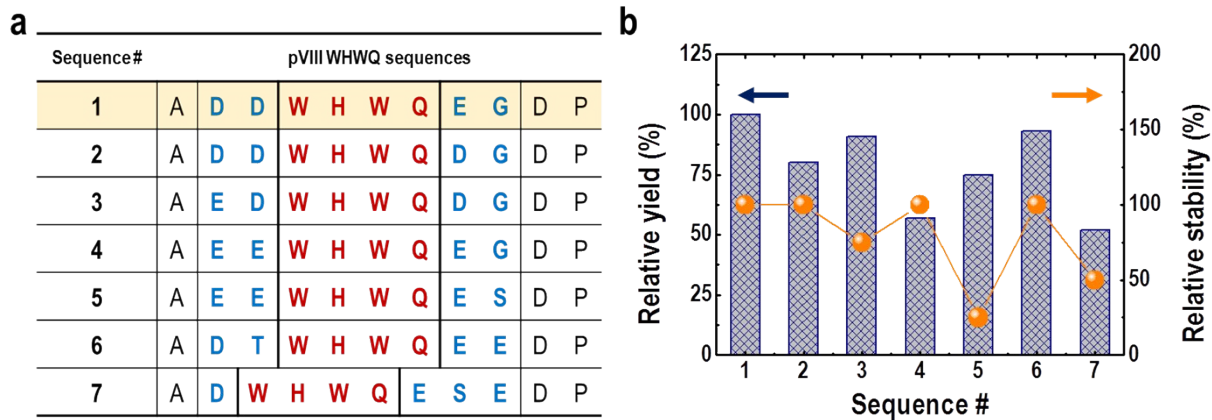 a
Sequence # pVIII WHWQ sequences
1 A D D W H W Q E G D P
2 A D D W H W Q D G D P
3 A E D W H W Q D G D P
4 A E E W H W Q E G D P
5 A E E W H W Q E S D P
6 A D T W H W Q E E D P
7 A D W H W Q E S E D P
b
Relative yield (%)
125
100
75
50
25
0
1 2 3 4 5 6 7
Sequence #
200
150
100
50
0
Relative stability (%)